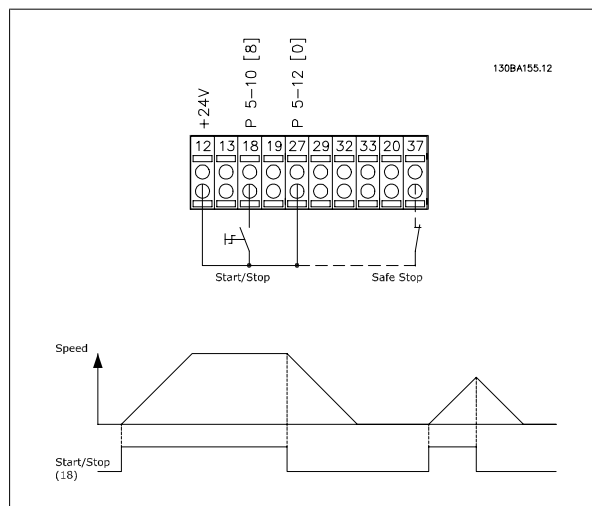 130BA155.12
+24V
P 5-10 [8]
P 5-12 [0]
12 13 18 19 27 29 32 33 20 37
Start/Stop
Safe Stop
Speed
Start/Stop
(18)